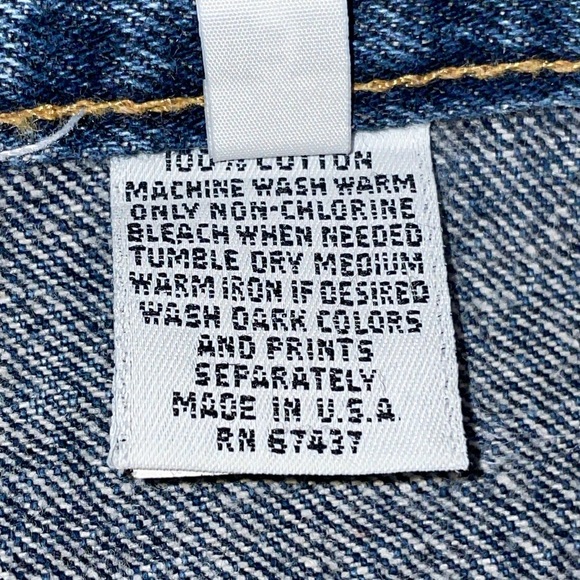 100% COTTON
MACHINE WASH WARM
ONLY NON-CHLORINE
BLEACH WHEN NEEDED
TUMBLE DRY MEDIUM
WARM IRON IF DESIRED
WASH DARK COLORS
AND PRINTS
SEPARATELY
MADE IN U.S.A.
RN 67437